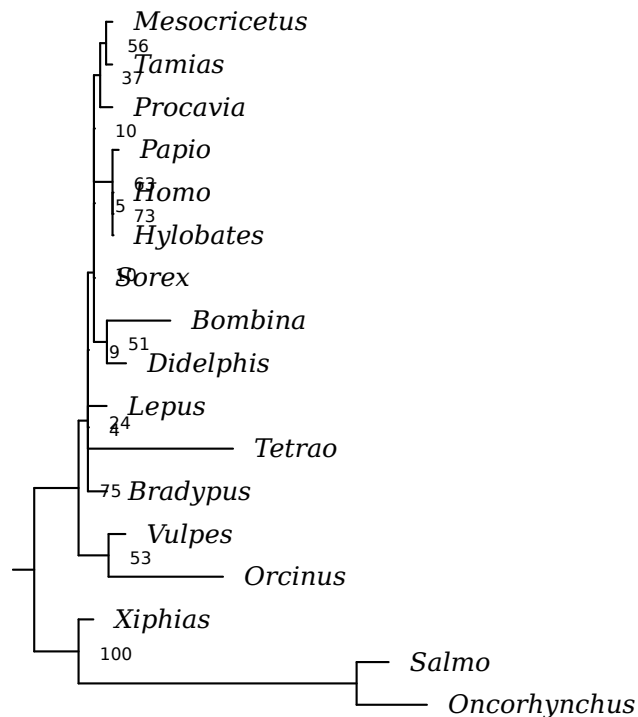 Mesocricetus
56
Tamias
37
Procavia
10
Papio
63
Homo
5
73
Hylobates
Sorex
10
Bombina
51
9
Didelphis
Lepus
24
4
Tetrao
75
Bradypus
Vulpes
53
Orcinus
Xiphias
100
Salmo
Oncorhynchus